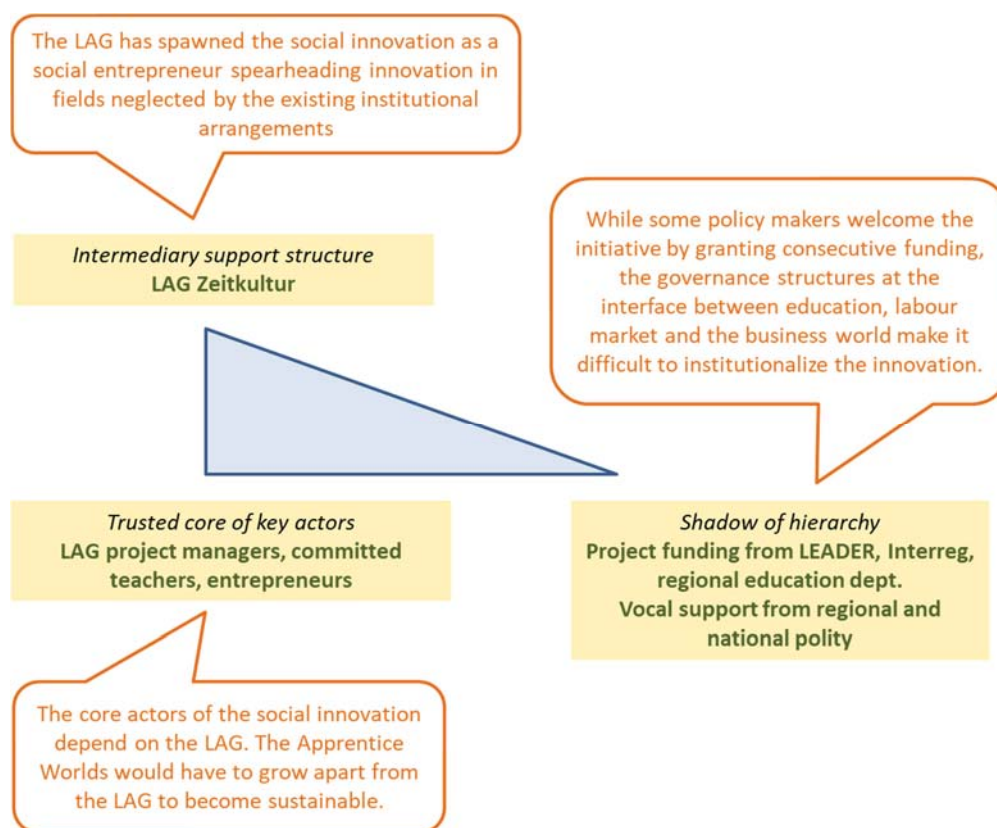 The LAG has spawned the social innovation as a
social entrepreneur spearheading innovation in
fields neglected by the existing institutional
arrangements
While some policy makers welcome the
initiative by granting consecutive funding,
the governance structures at the
interface between education, labour
market and the business world make it
difficult to institutionalize the innovation.
Intermediary support structure
LAG Zeitkultur
Trusted core of key actors
LAG project managers, committed
teachers, entrepreneurs
Shadow of hierarchy
Project funding from LEADER, Interreg,
regional education dept.
Vocal support from regional and
national polity
The core actors of the social innovation
depend on the LAG. The Apprentice
Worlds would have to grow apart from
the LAG to become sustainable.